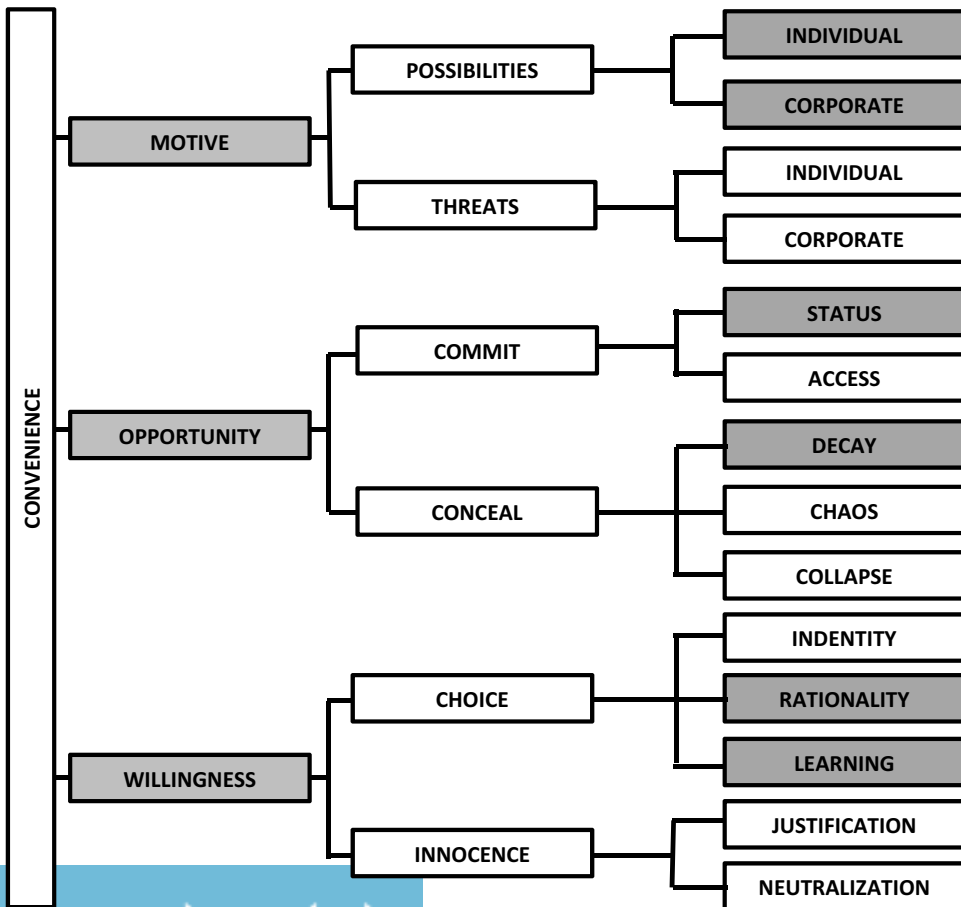 CONVENIENCE
MOTIVE
POSSIBILITIES
INDIVIDUAL
CORPORATE
THREATS
INDIVIDUAL
CORPORATE
OPPORTUNITY
COMMIT
STATUS
ACCESS
CONCEAL
DECAY
CHAOS
COLLAPSE
WILLINGNESS
CHOICE
INDENTITY
RATIONALITY
LEARNING
INNOCENCE
JUSTIFICATION
NEUTRALIZATION